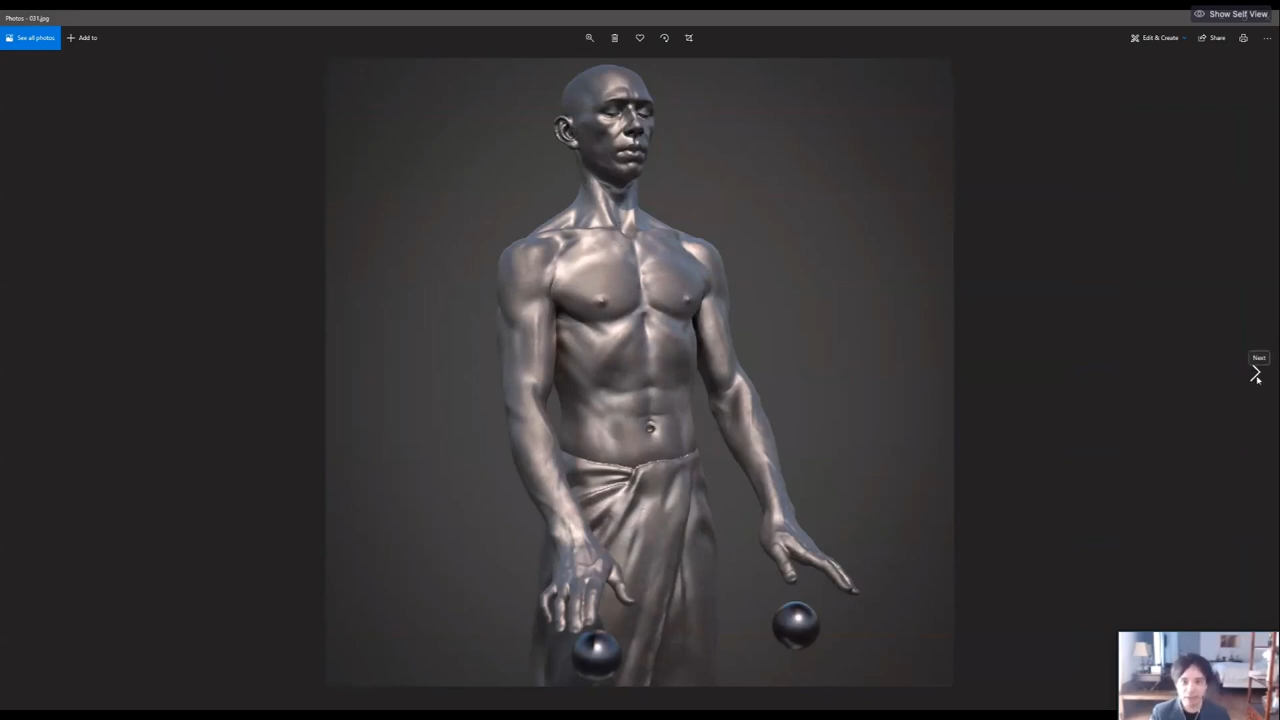 Show Self View
Photos - 031.jpg
See all photos
Add to
Edit & Create
Share
Next